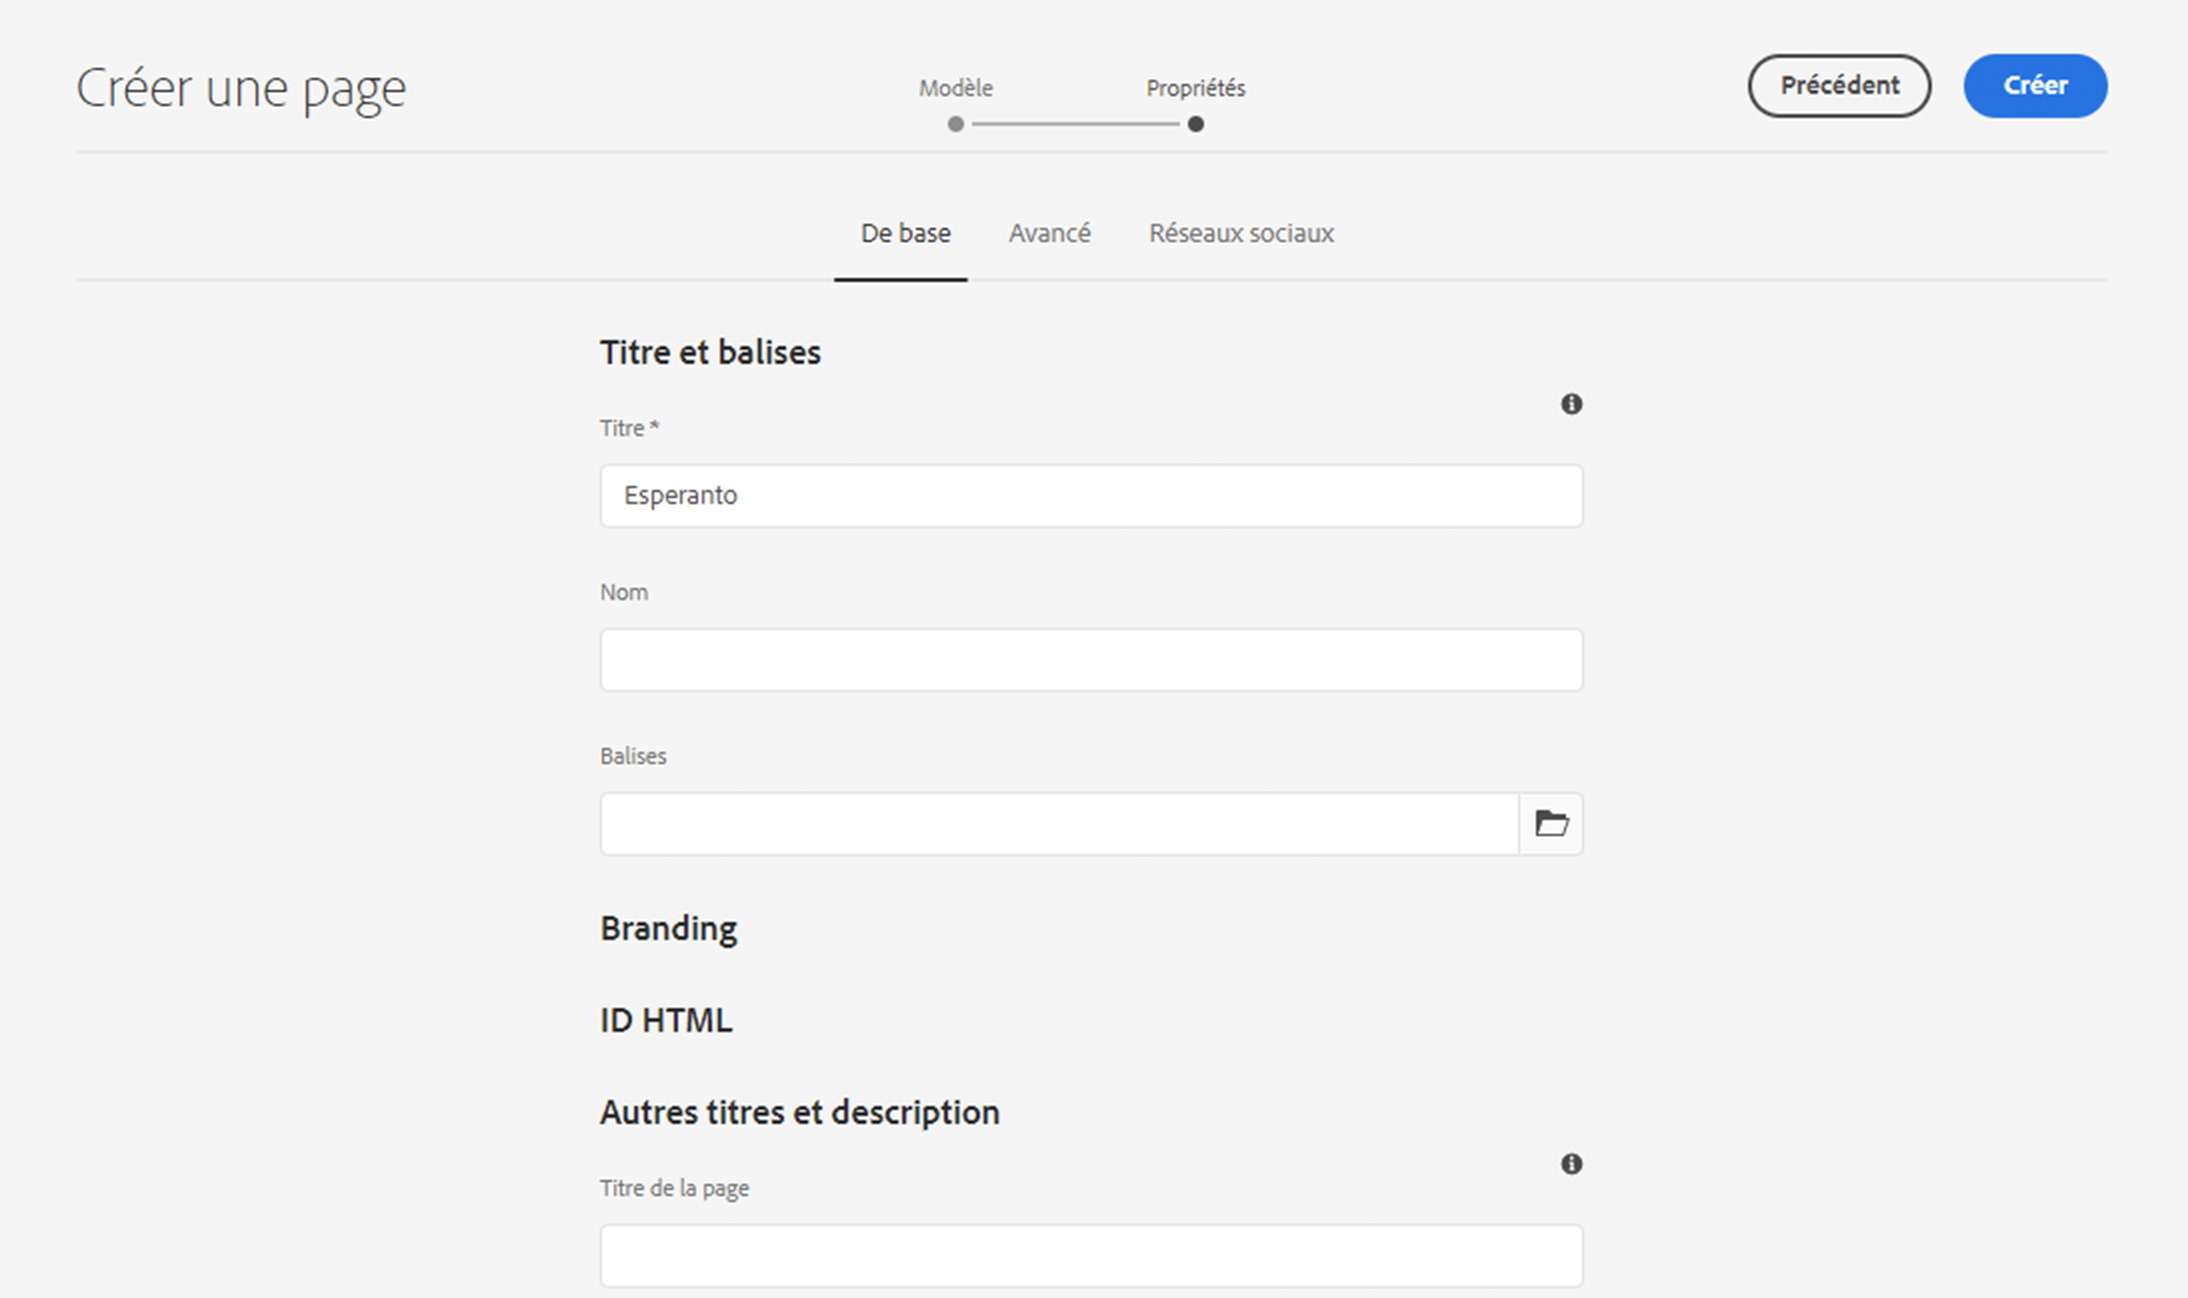 Créer une page
Modèle
Propriétés
Précédent
Créer
De base
Avancé
Réseaux sociaux
Titre et balises
Titre *
Esperanto
Nom
Balises
Branding
ID HTML
Autres titres et description
Titre de la page